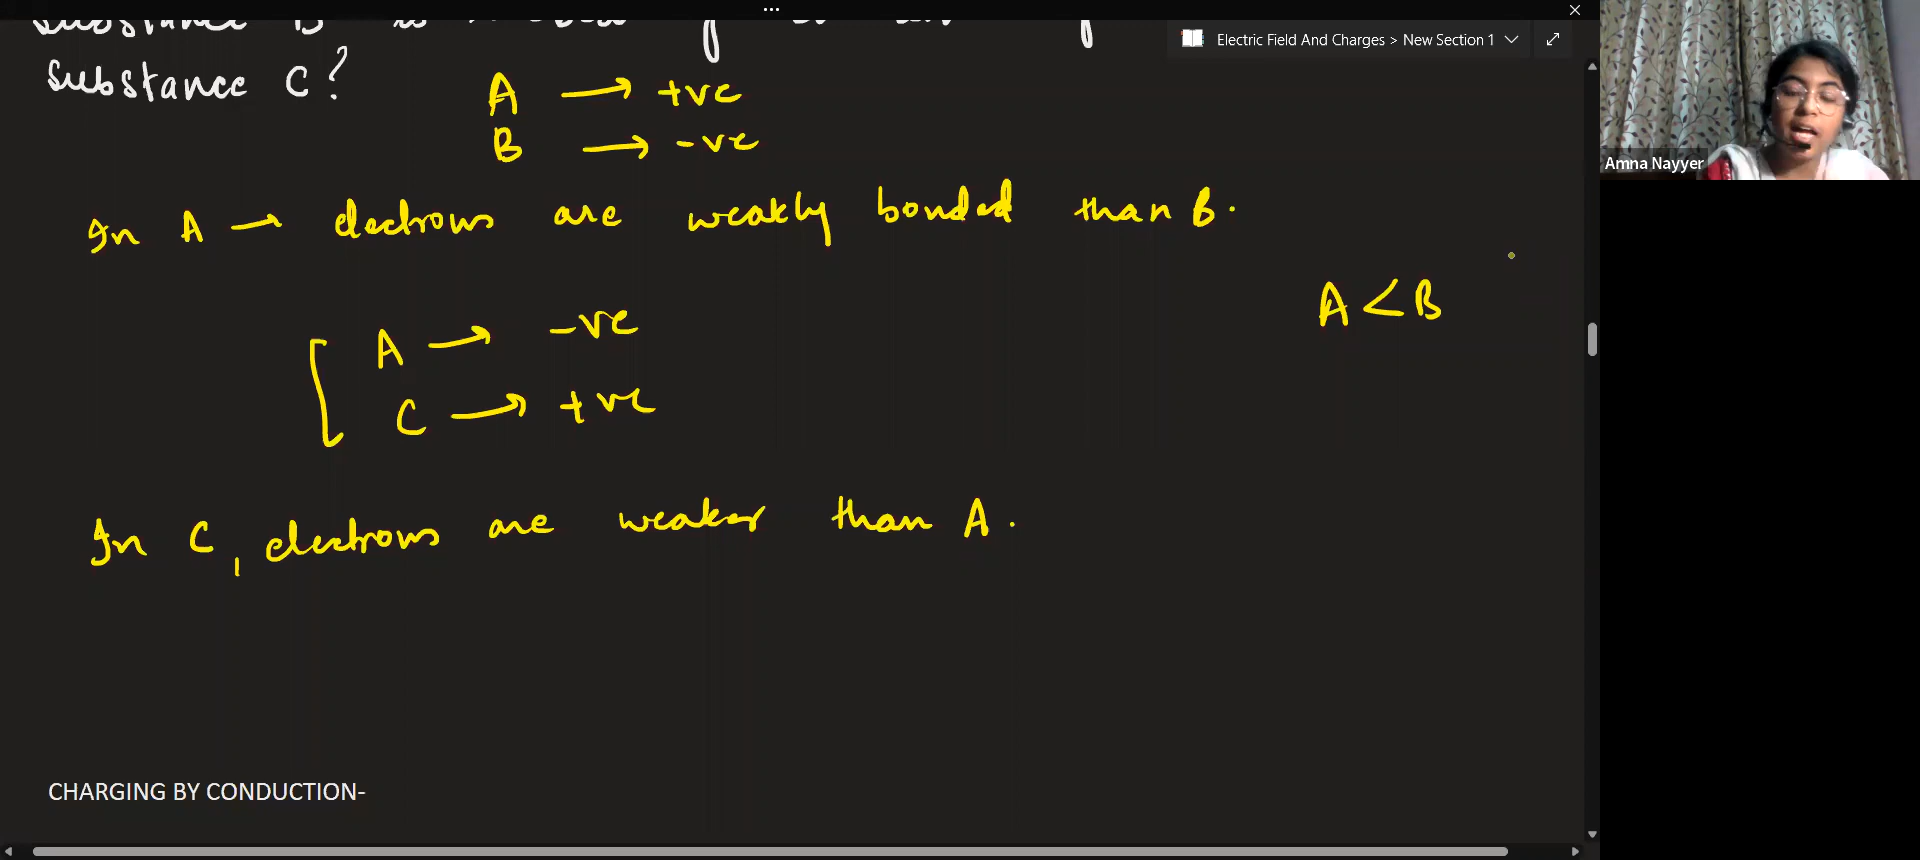 Electric Field And Charges > New Section 1
substance C?
A → +ve
B → -ve
In A → electrons are weakly bonded than B.
A < B
A → -ve
C → +ve
In C, electrons are weaker than A.
CHARGING BY CONDUCTION-
Amna Nayyer